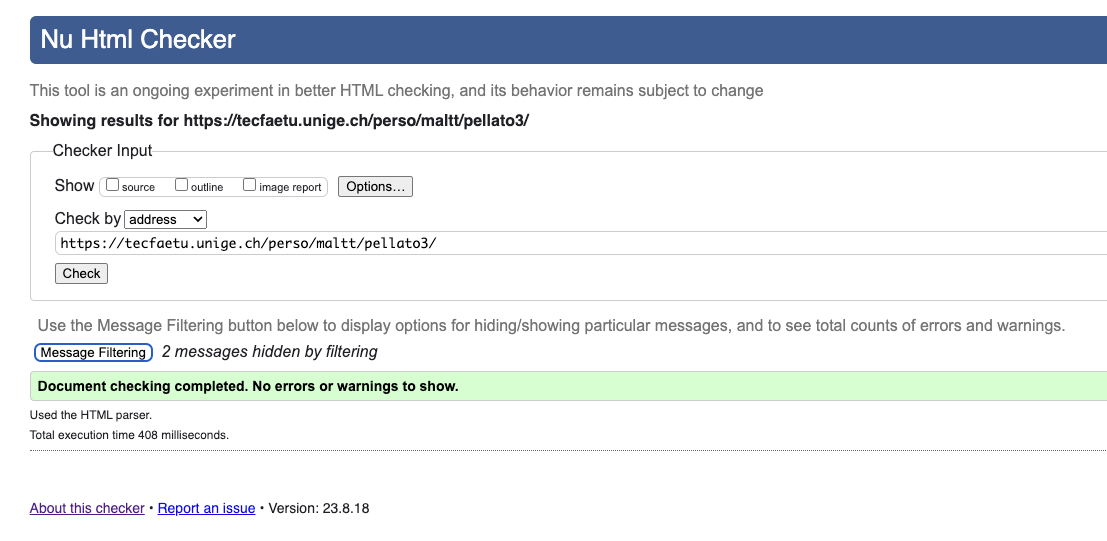 Nu Html Checker
This tool is an ongoing experiment in better HTML checking, and its behavior remains subject to change
Showing results for https://tecfaetu.unige.ch/perso/maltt/pellato3/
Checker Input
Show source outline image report Options...
Check by address
https://tecfaetu.unige.ch/perso/maltt/pellato3/
Check
Use the Message Filtering button below to display options for hiding/showing particular messages, and to see total counts of errors and warnings.
Message Filtering 2 messages hidden by filtering
Document checking completed. No errors or warnings to show.
Used the HTML parser.
Total execution time 408 milliseconds.
About this checker • Report an issue • Version: 23.8.18